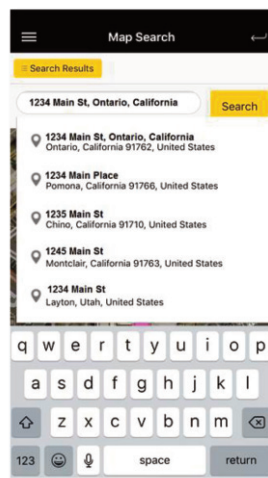 Map Search
Search Results
1234 Main St, Ontario, California
Search
1234 Main St, Ontario, California
Ontario, California 91762, United States
1234 Main Place
Pomona, California 91766, United States
1235 Main St
Chino, California 91710, United States
1245 Main St
Montclair, California 91763, United States
1234 Main St
Layton, Utah, United States
q w e r t y u i o p
a s d f g h j k l
z x c v b n m
123 space return